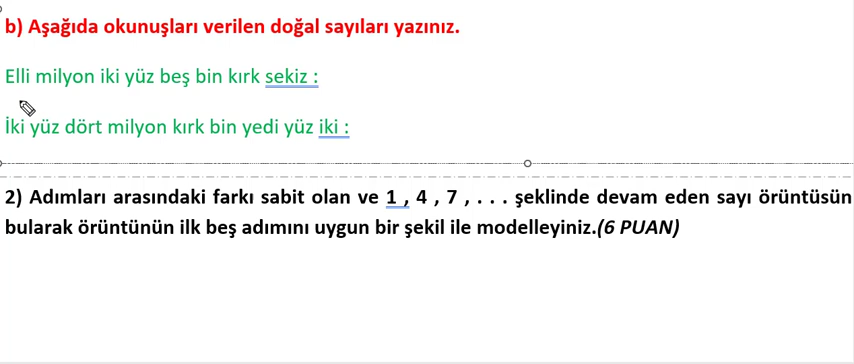 b) Aşağıda okunuşları verilen doğal sayıları yazınız.
Elli milyon iki yüz beş bin kırk sekiz :
İki yüz dört milyon kırk bin yedi yüz iki :
2) Adımları arasındaki farkı sabit olan ve 1 , 4 , 7 , . . . şeklinde devam eden sayı örüntüsün
bularak örüntünün ilk beş adımını uygun bir şekil ile modelleyiniz.(6 PUAN)